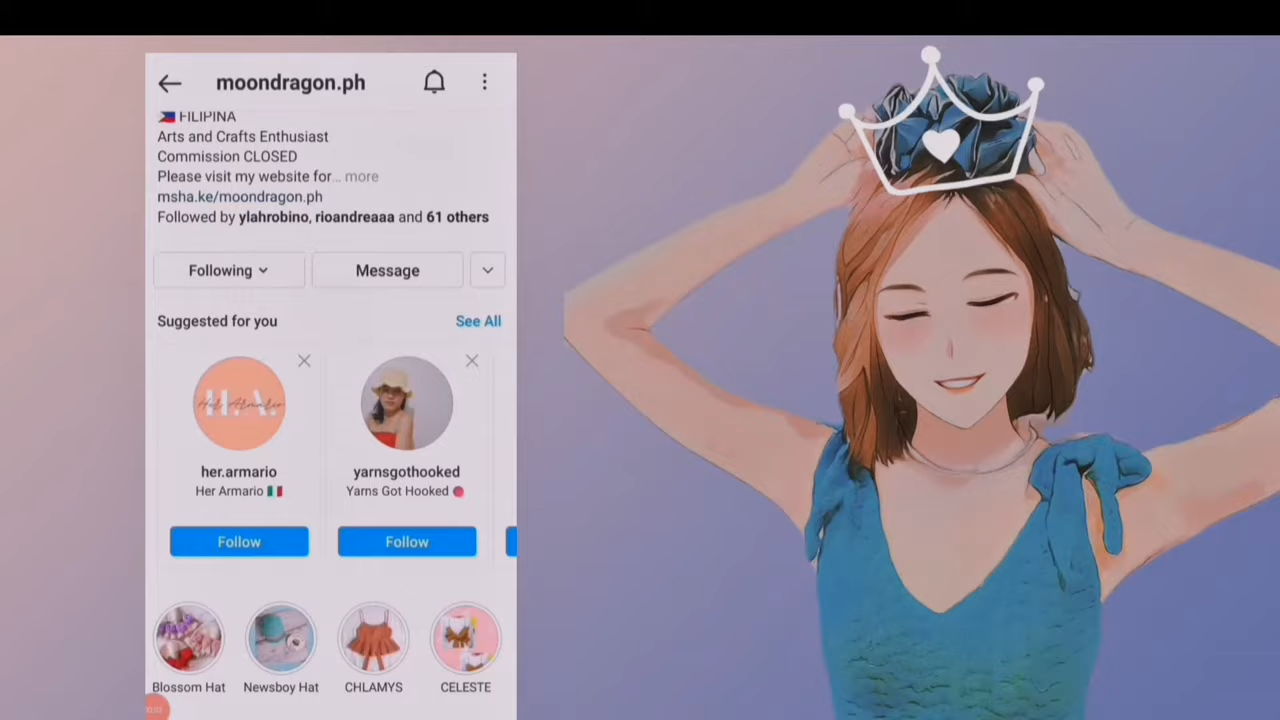 moondragon.ph
🇵🇭 FILIPINA
Arts and Crafts Enthusiast
Commission CLOSED
Please visit my website for... more
msha.ke/moondragon.ph
Followed by ylahrobino, rioandreaaa and 61 others
Following Message
Suggested for you See All
H.A.
Her Armario
her.armario yarnsgothooked
Her Armario 🇮🇹 Yarns Got Hooked
Follow Follow
Blossom Hat Newsboy Hat CHLAMYS CELESTE